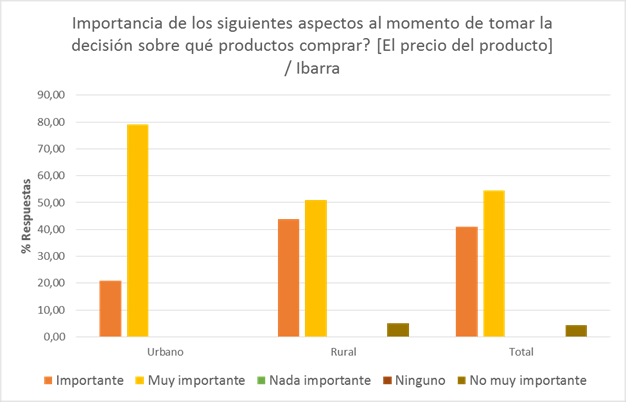 Importancia de los siguientes aspectos al momento de tomar la
decisión sobre qué productos comprar? [El precio del producto]
/ Ibarra
90,00
80,00
70,00
60,00
50,00
40,00
30,00
20,00
10,00
0,00
% Respuestas
Urbano Rural Total
Importante Muy importante Nada importante Ninguno No muy importante